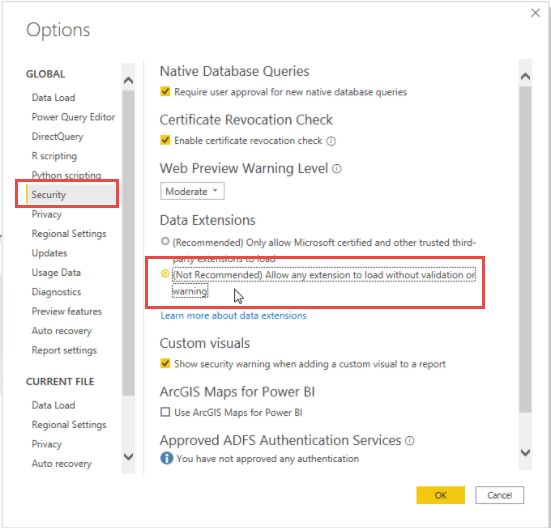 Options
GLOBAL
Data Load
Power Query Editor
DirectQuery
R scripting
Python scripting
Security
Privacy
Regional Settings
Updates
Usage Data
Diagnostics
Preview features
Auto recovery
Report settings
CURRENT FILE
Data Load
Regional Settings
Privacy
Auto recovery
Native Database Queries
Require user approval for new native database queries
Certificate Revocation Check
Enable certificate revocation check
Web Preview Warning Level
Moderate
Data Extensions
(Recommended) Only allow Microsoft certified and other trusted third-
party extensions to load
(Not Recommended) Allow any extension to load without validation or
warning
Learn more about data extensions
Custom visuals
Show security warning when adding a custom visual to a report
ArcGIS Maps for Power BI
Use ArcGIS Maps for Power BI
Approved ADFS Authentication Services
You have not approved any authentication
OK
Cancel